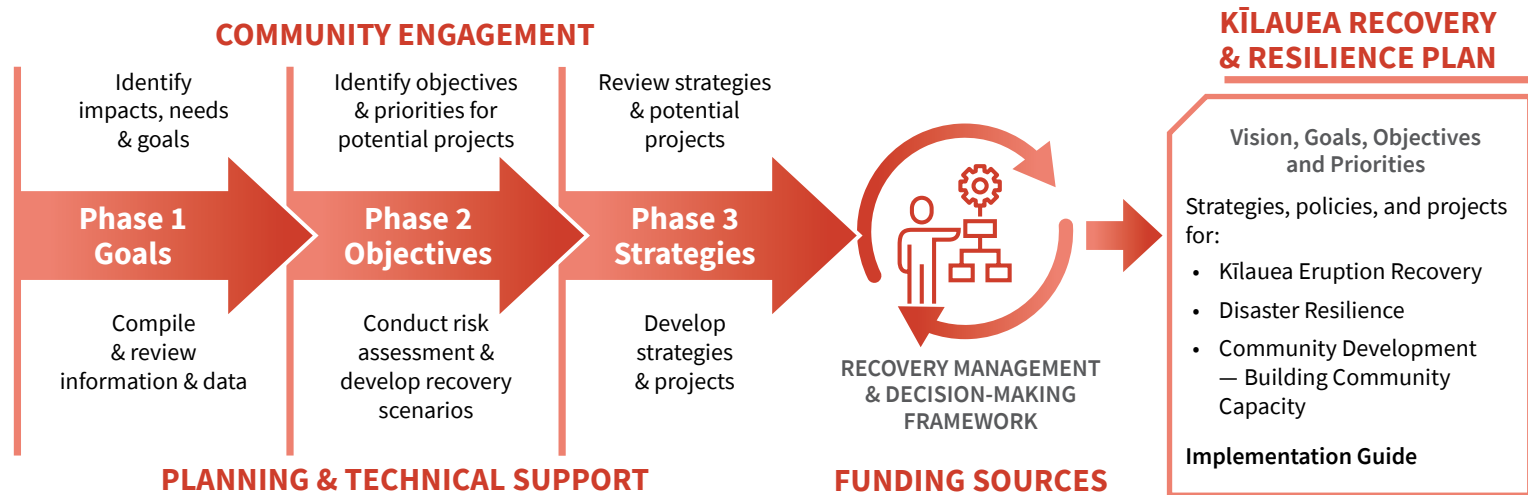 COMMUNITY ENGAGEMENT
Identify
impacts, needs
& goals
Identify objectives
& priorities for
potential projects
Review strategies
& potential
projects
Phase 1
Goals
Phase 2
Objectives
Phase 3
Strategies
Compile
& review
information & data
Conduct risk
assessment &
develop recovery
scenarios
Develop
strategies
& projects
PLANNING & TECHNICAL SUPPORT
RECOVERY MANAGEMENT
& DECISION-MAKING
FRAMEWORK
FUNDING SOURCES
KĪLAUEA RECOVERY
& RESILIENCE PLAN
Vision, Goals, Objectives
and Priorities
Strategies, policies, and projects
for:
• Kīlauea Eruption Recovery
• Disaster Resilience
• Community Development
— Building Community
Capacity
Implementation Guide